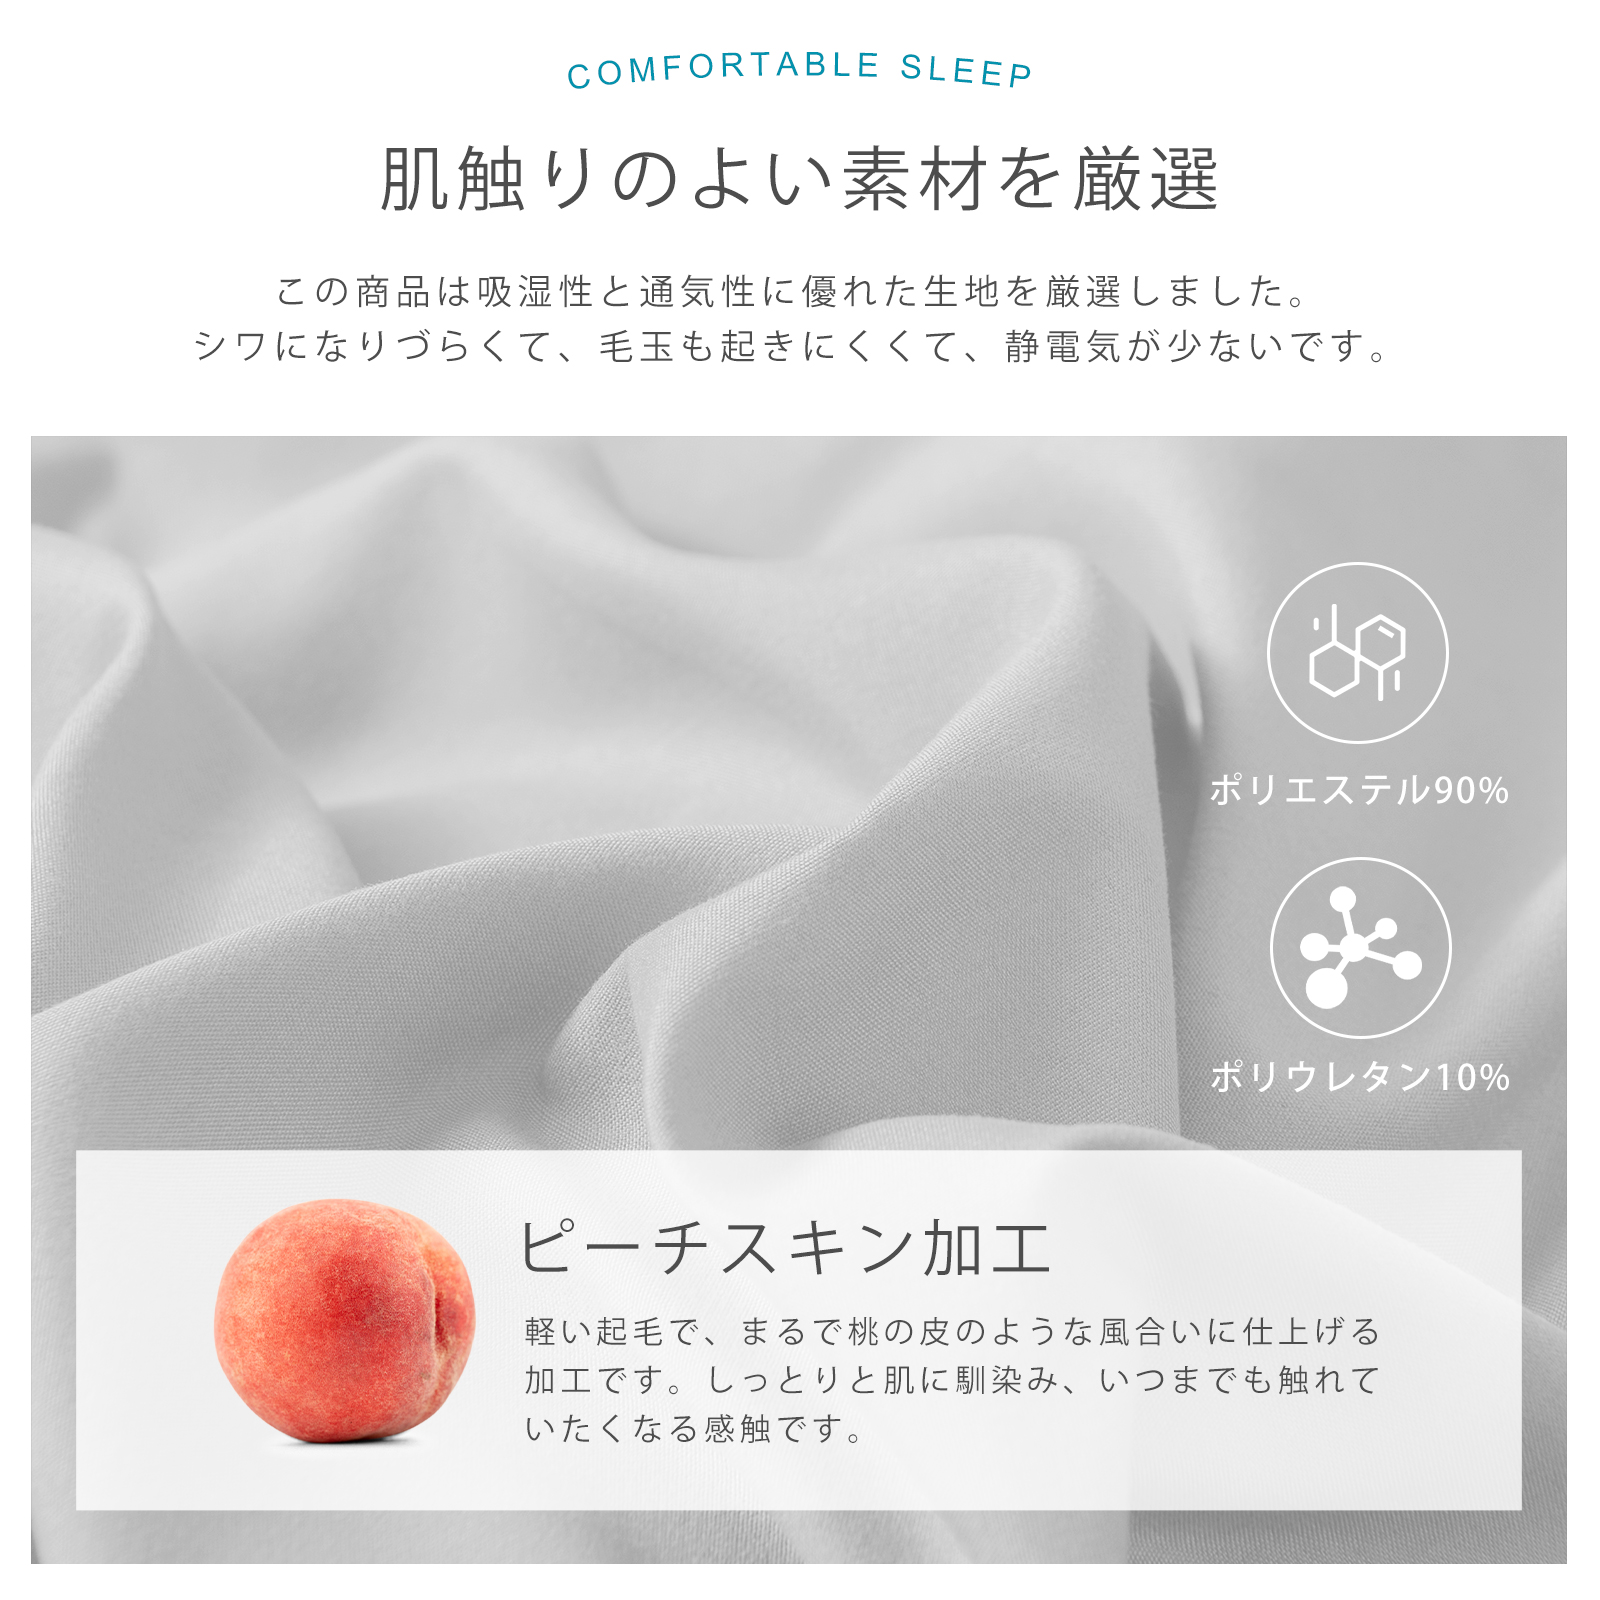 COMFORTABLE SLEEP
肌触りのよい素材を厳選
この商品は吸湿性と通気性に優れた生地を厳選しました。
シワになりづらくて、毛玉も起きにくくて、静電気が少ないです。
ポリエステル90%
ポリウレタン10%
ピーチスキン加工
軽い起毛で、まるで桃の皮のような風合いに仕上げる
加工です。しっとりと肌に馴染み、いつまでも触れて
いたくなる感触です。